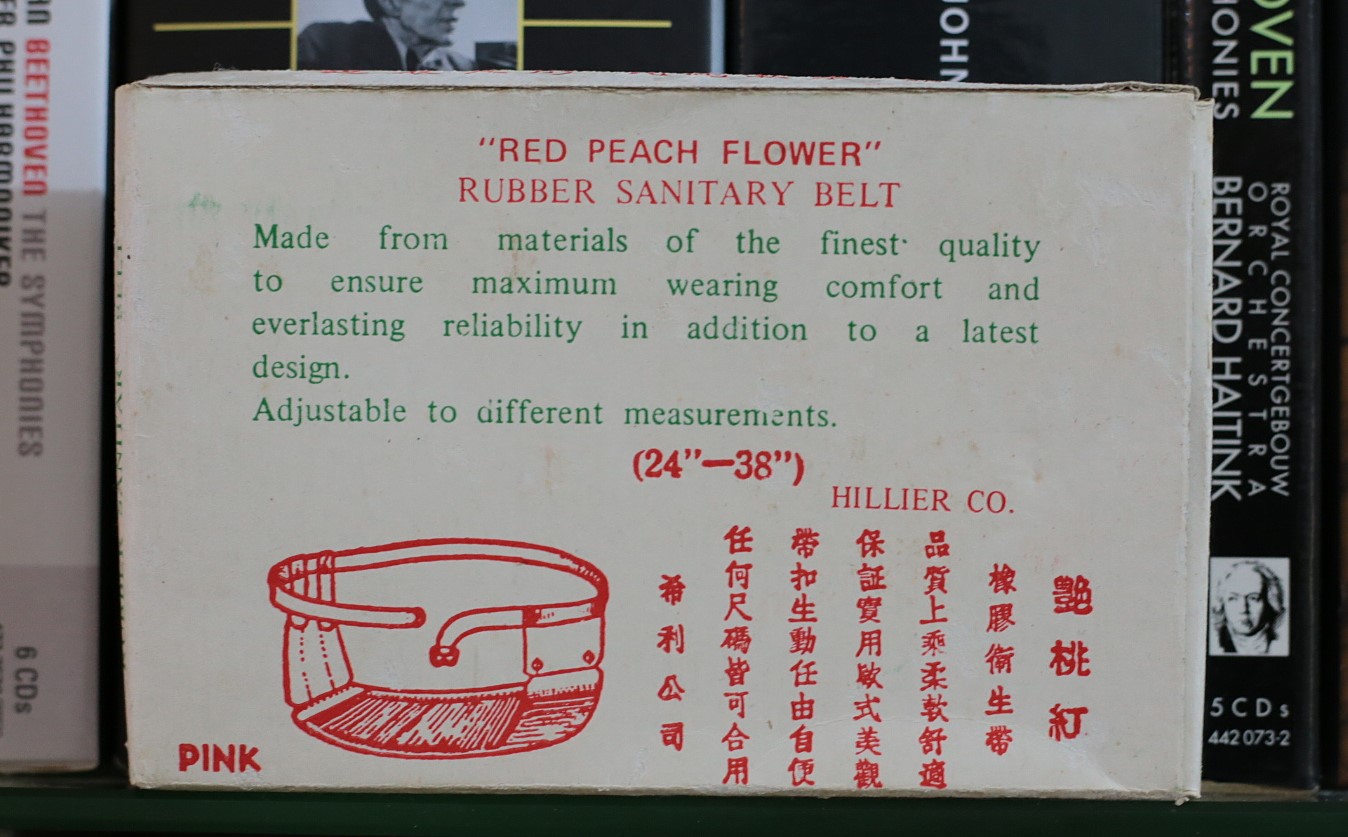 "RED PEACH FLOWER"
RUBBER SANITARY BELT
Made from materials of the finest quality
to ensure maximum wearing comfort and
everlasting reliability in addition to a latest
design.
Adjustable to different measurements.
(24"—38")
HILLIER CO.
艶桃紅
橡膠衛生帶
品質上乘柔軟舒適
保証實用欵式美觀
帶扣生動任由自便
任何尺碼皆可合用
希利公司
PINK
BEETHOVEN THE SYMPHONIES
6 CDs
JOHN
ROYAL CONCERTGEBOUW
ORCHESTRA
BERNARD HAITINK
5 CDs
442 073-2